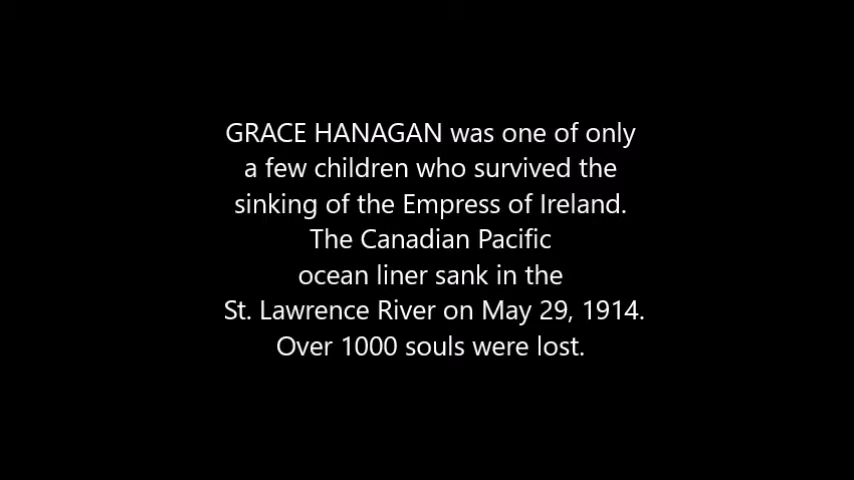 GRACE HANAGAN was one of only
a few children who survived the
sinking of the Empress of Ireland.
The Canadian Pacific
ocean liner sank in the
St. Lawrence River on May 29, 1914.
Over 1000 souls were lost.